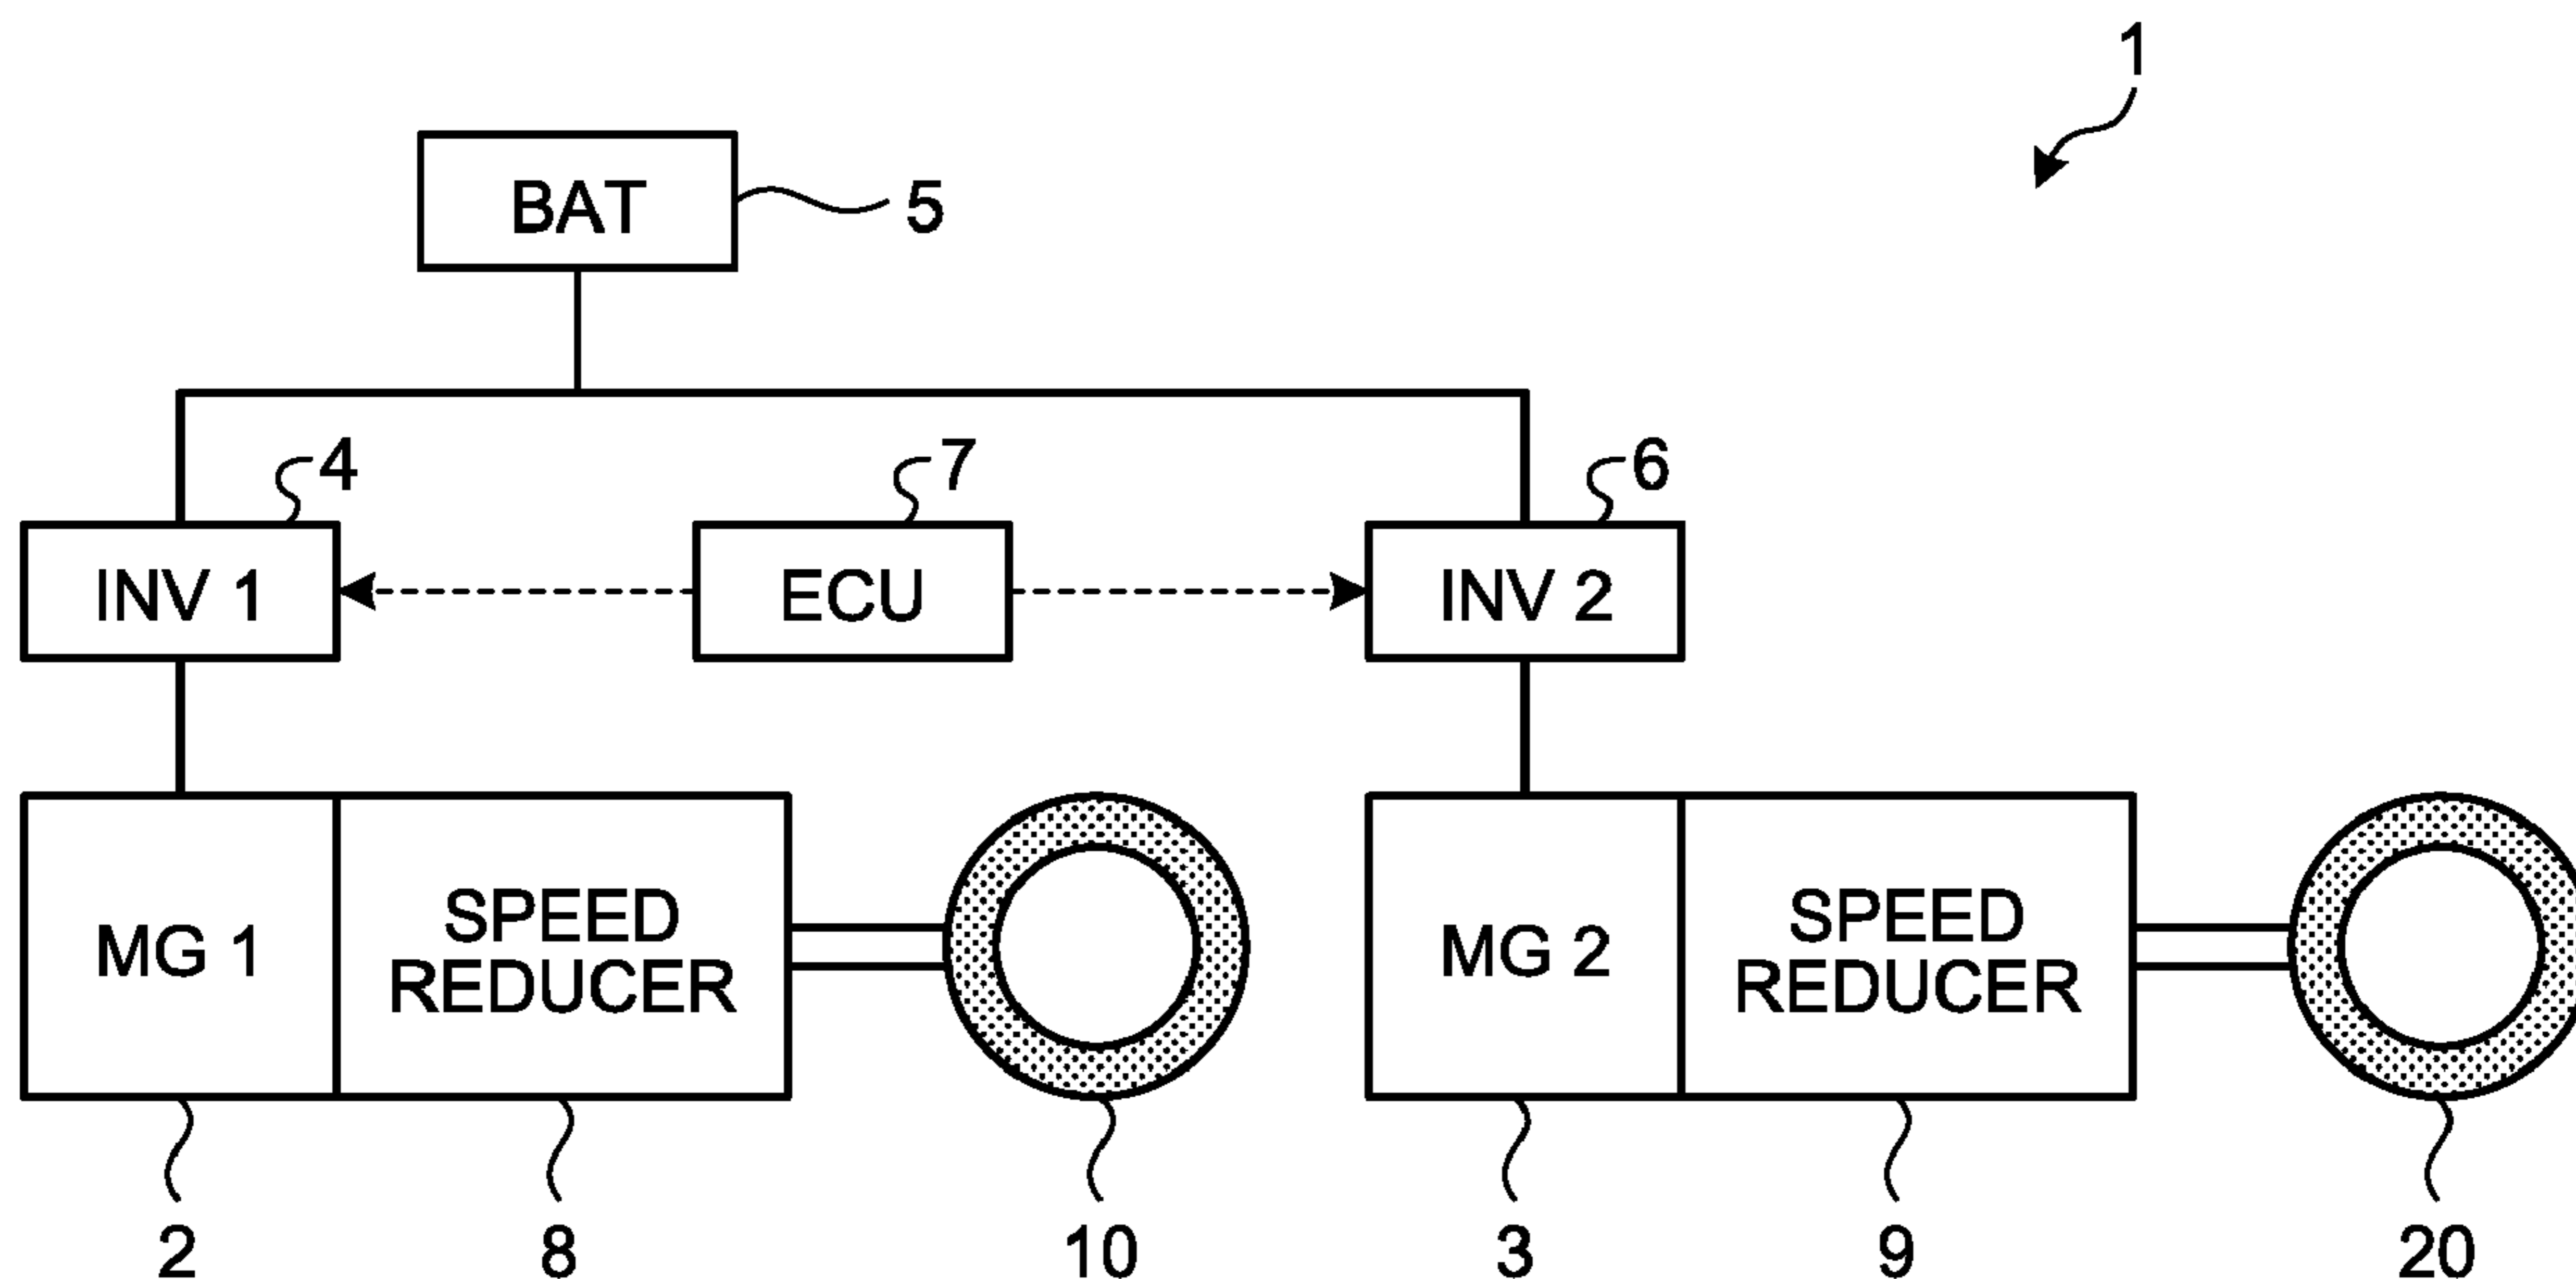 1
BAT
5
4
7
6
INV 1
ECU
INV 2
MG 1
SPEED
REDUCER
MG 2
SPEED
REDUCER
2
8
10
3
9
20